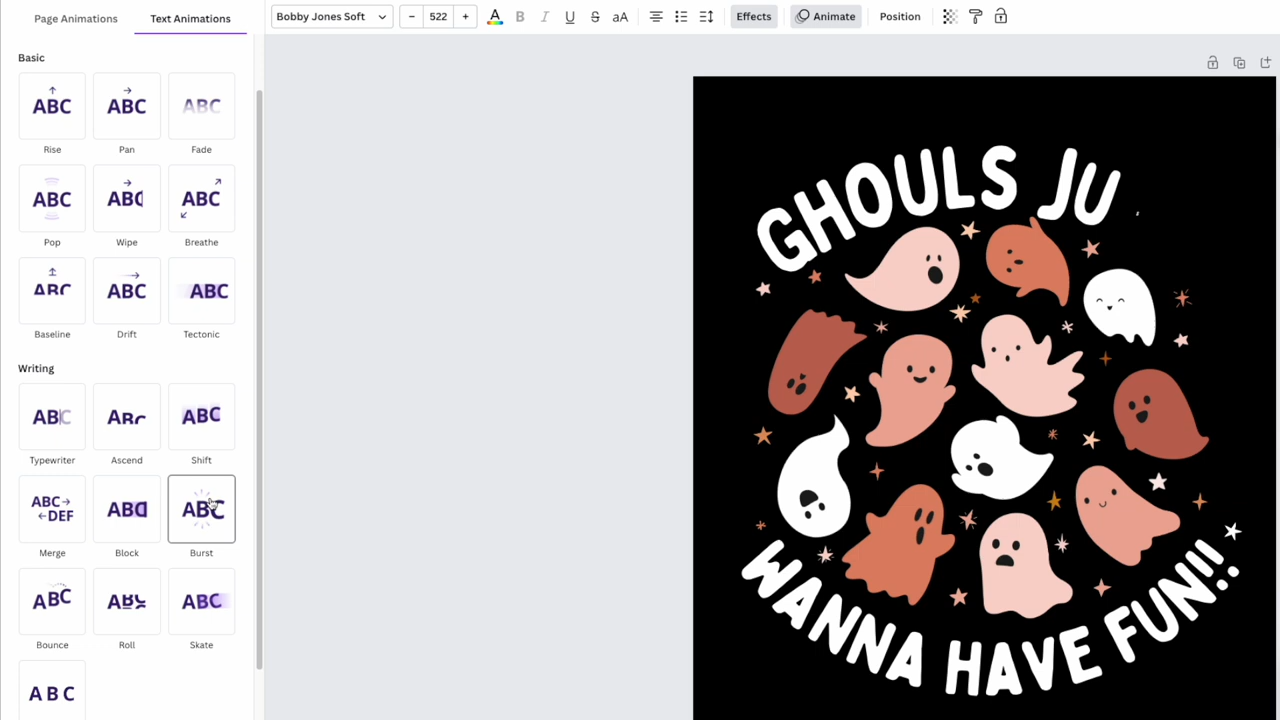 Page Animations Text Animations
Bobby Jones Soft − 522 + A B I U S aA Effects Animate Position
Basic
ABC ABC ABC
Rise Pan Fade
ABC ABC ABC
Pop Wipe Breathe
ABC ABC ABC
Baseline Drift Tectonic
Writing
ABC ABC ABC
Typewriter Ascend Shift
ABC→ ABC ABC
←DEF
Merge Block Burst
ABC ABC ABC
Bounce Roll Skate
A B C
GHOULS JU
WANNA HAVE FUN!!